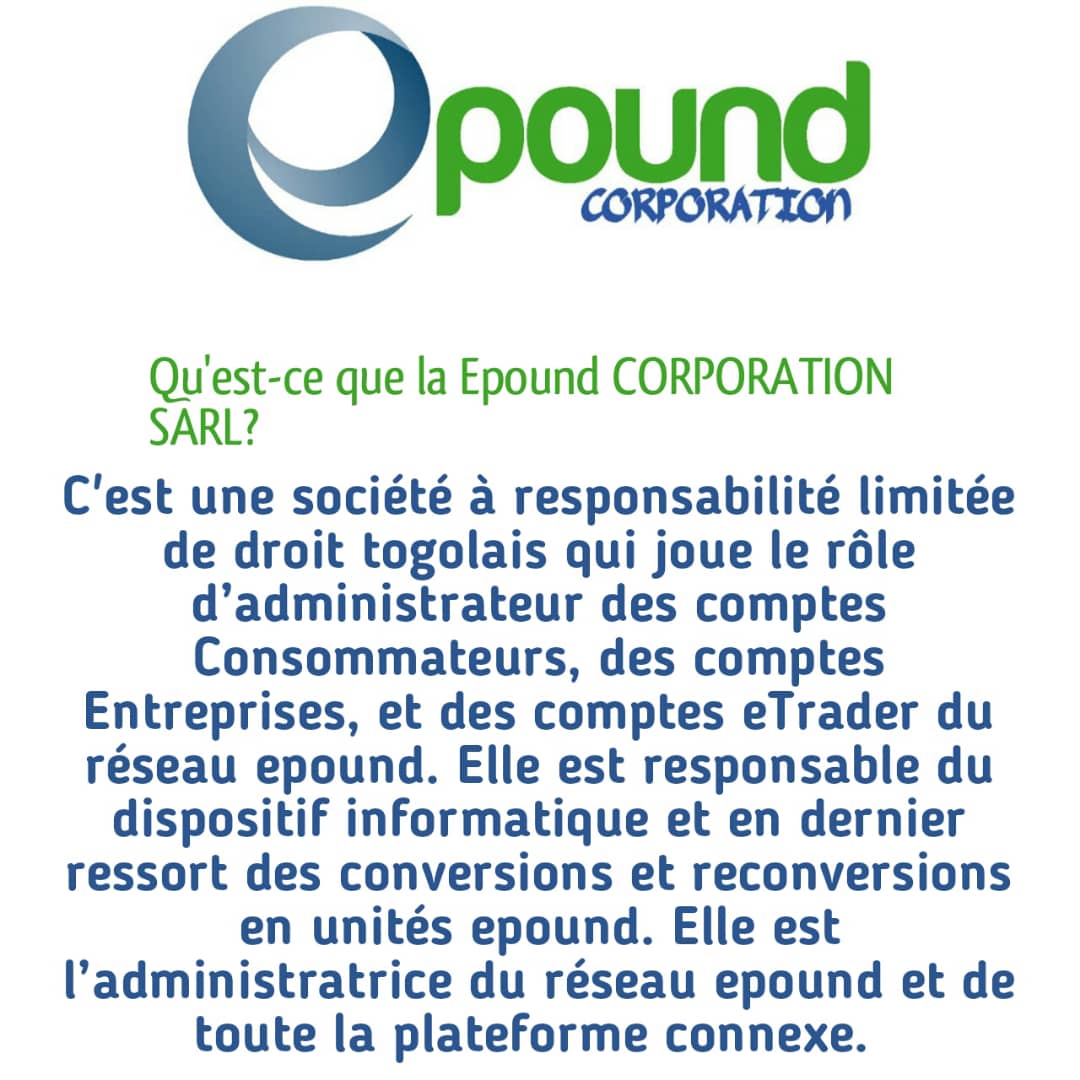 epound
CORPORATION
Qu'est-ce que la Epound CORPORATION
SARL?
C'est une société à responsabilité limitée
de droit togolais qui joue le rôle
d’administrateur des comptes
Consommateurs, des comptes
Entreprises, et des comptes eTrader du
réseau epound. Elle est responsable du
dispositif informatique et en dernier
ressort des conversions et reconversions
en unités epound. Elle est
l’administratrice du réseau epound et de
toute la plateforme connexe.